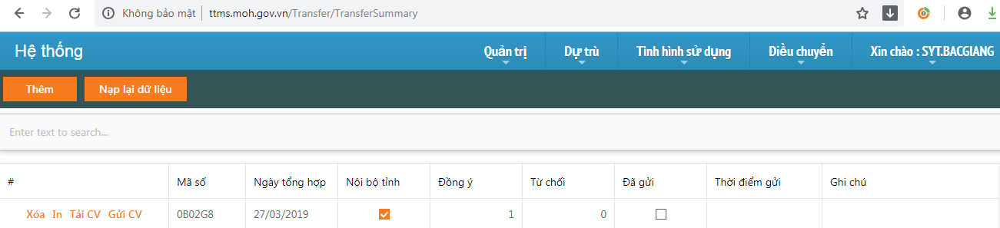 Không bảo mật | ttms.moh.gov.vn/Transfer/TransferSummary
Hệ thống Quản trị Dự trù Tình hình sử dụng Điều chuyển Xin chào : SYT.BACGIANG
Thêm Nạp lại dữ liệu
Enter text to search...
# Mã số Ngày tổng hợp Nội bộ tỉnh Đồng ý Từ chối Đã gửi Thời điểm gửi Ghi chú
Xóa In Tải CV Gửi CV 0B02G8 27/03/2019 1 0